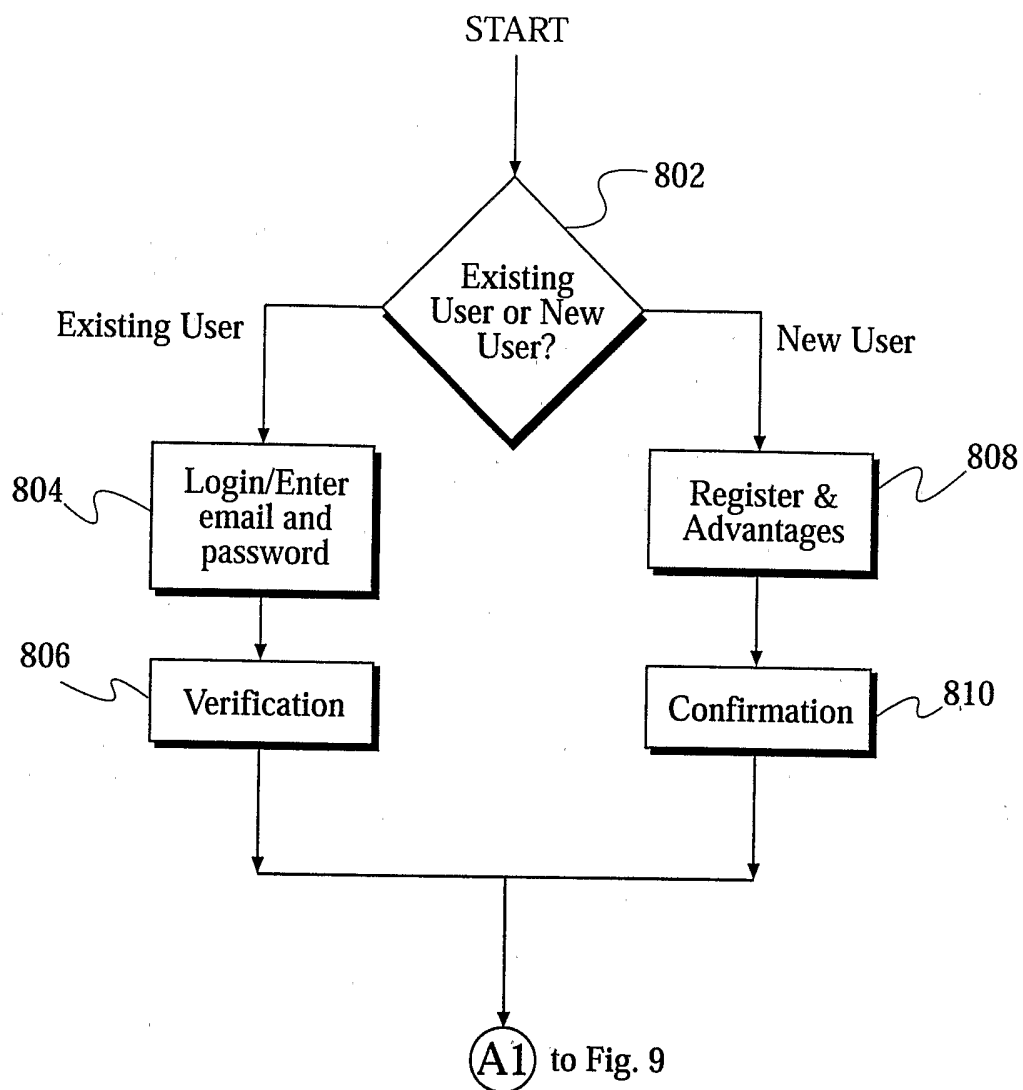 START
802
Existing
User or New
User?
Existing User
New User
804
Login/Enter
email and
password
808
Register &
Advantages
806
Verification
810
Confirmation
A1 to Fig. 9